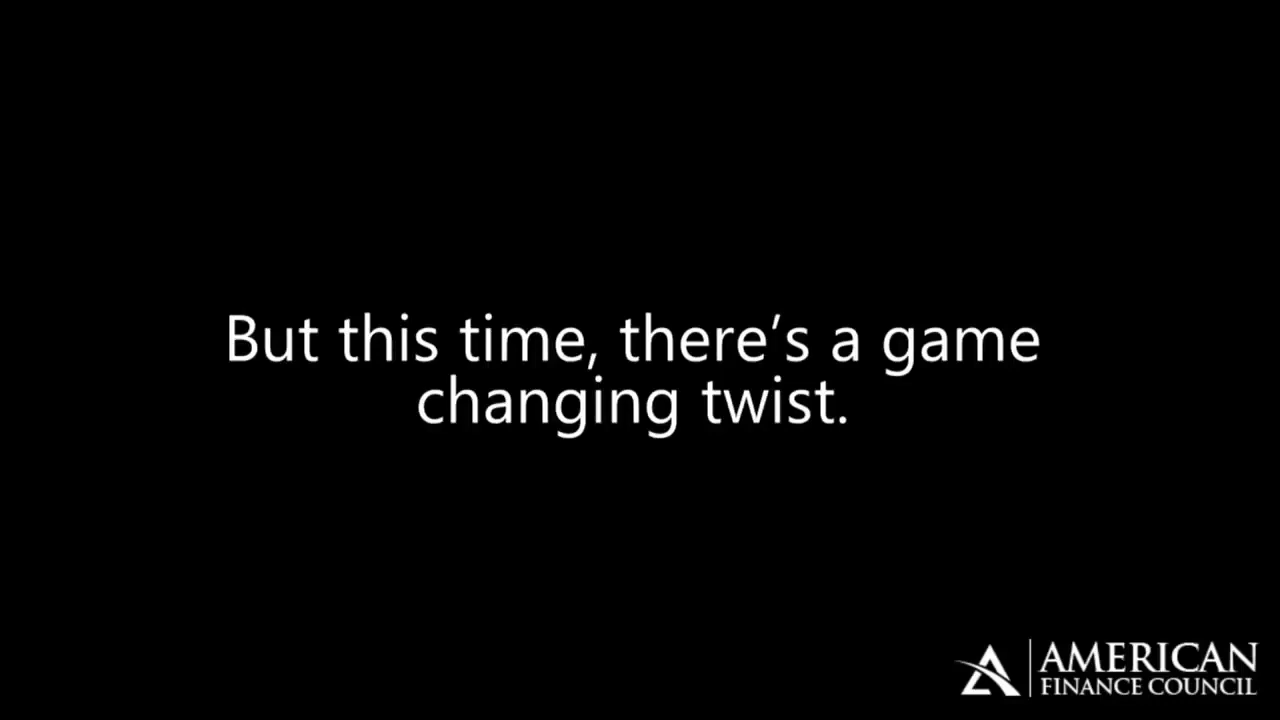 But this time, there’s a game
changing twist.
AMERICAN
FINANCE COUNCIL